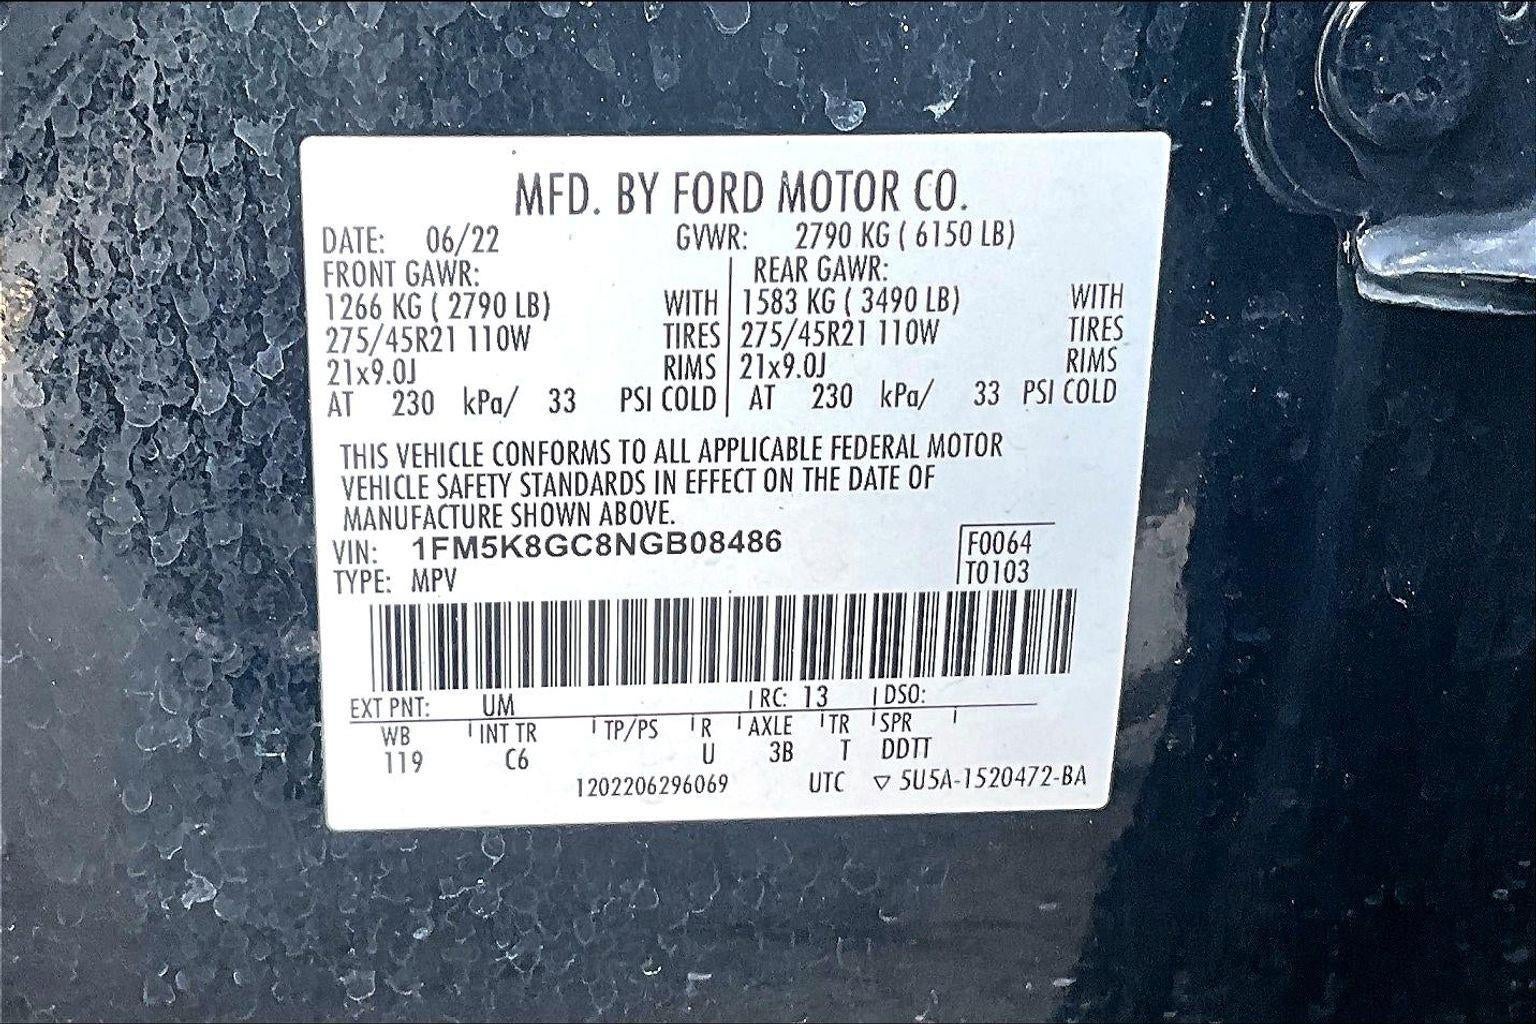 MFD. BY FORD MOTOR CO.
DATE: 06/22 GVWR: 2790 KG ( 6150 LB)
FRONT GAWR: REAR GAWR:
1266 KG ( 2790 LB) WITH 1583 KG ( 3490 LB) WITH
275/45R21 110W TIRES 275/45R21 110W TIRES
21x9.0J RIMS 21x9.0J RIMS
AT 230 kPa/ 33 PSI COLD AT 230 kPa/ 33 PSI COLD
THIS VEHICLE CONFORMS TO ALL APPLICABLE FEDERAL MOTOR
VEHICLE SAFETY STANDARDS IN EFFECT ON THE DATE OF
MANUFACTURE SHOWN ABOVE.
VIN: 1FM5K8GC8NGB08486 F0064
TYPE: MPV T0103
EXT PNT: UM RC: 13 DSO:
WB INT TR TP/PS R AXLE TR SPR
119 C6 U 3B T DDTT
1202206296069 UTC ▽ 5U5A-1520472-BA